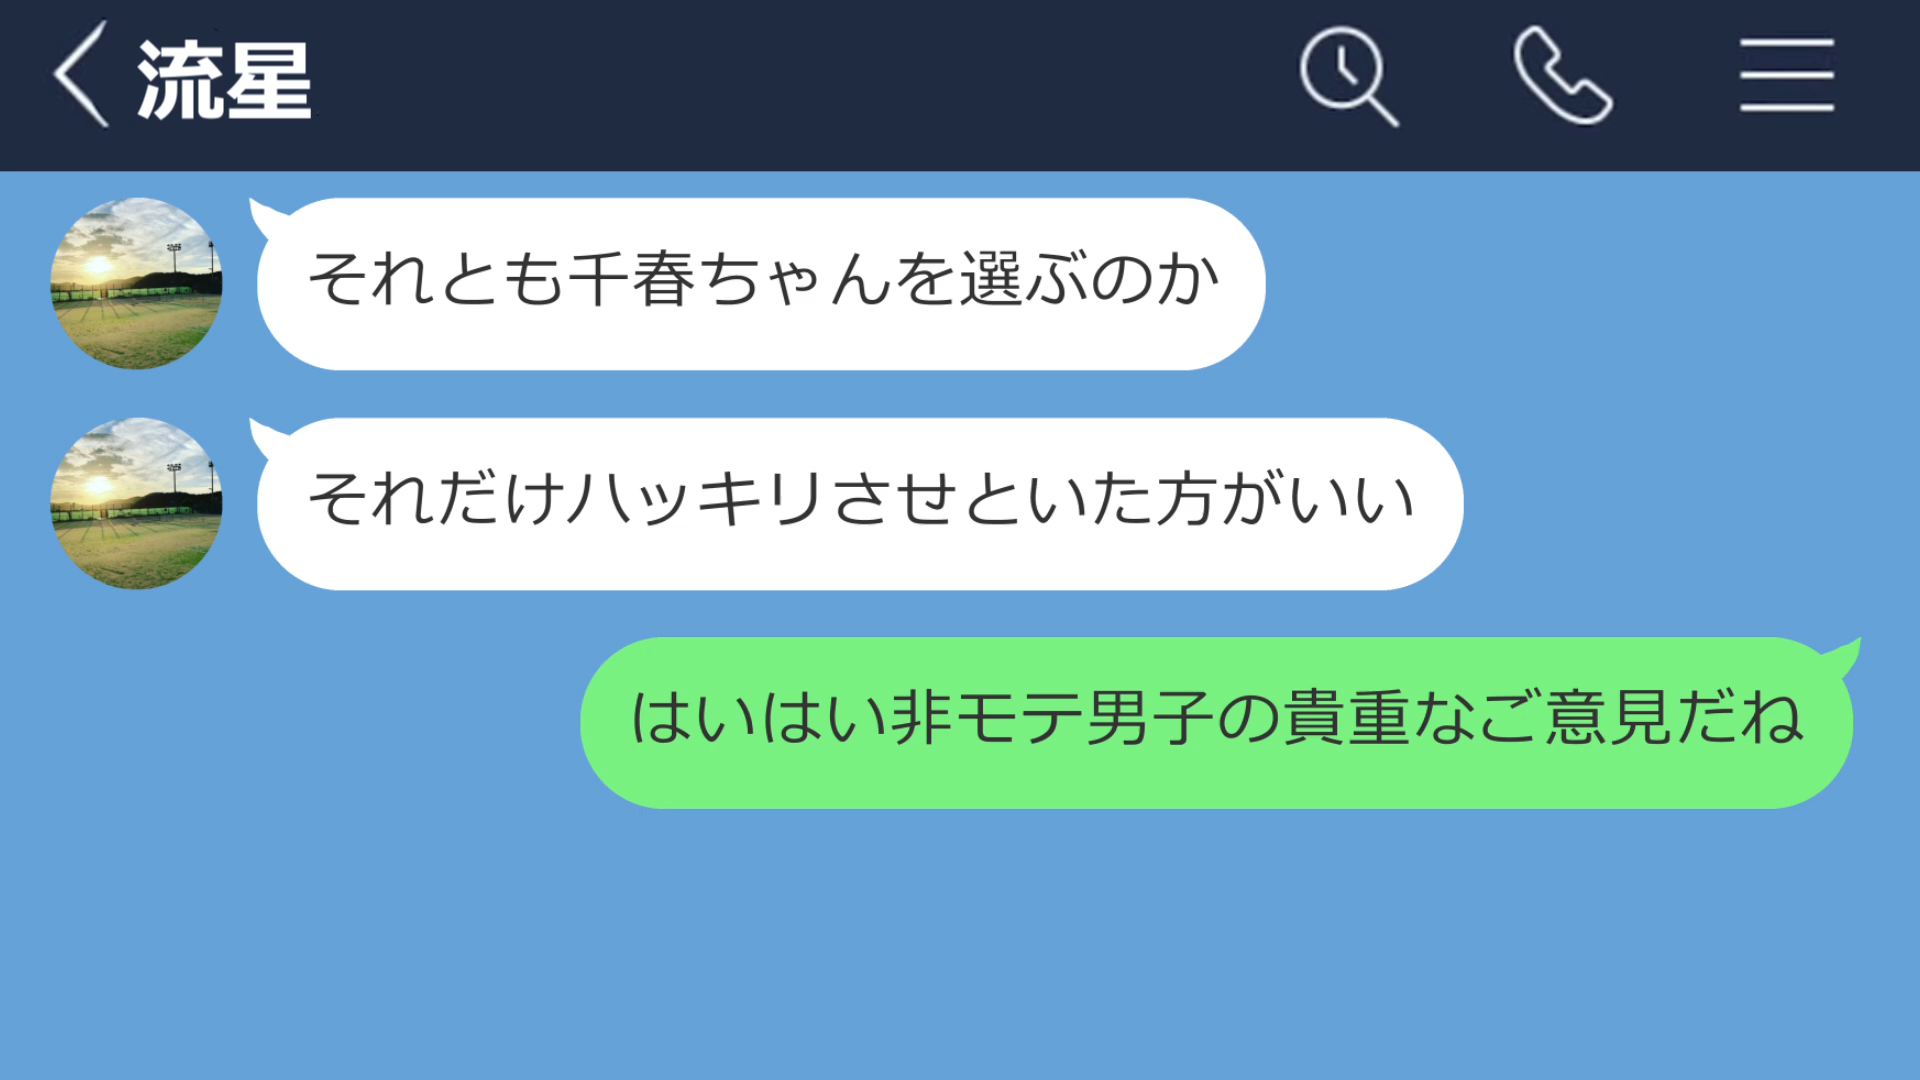 流星
それとも千春ちゃんを選ぶのか
それだけハッキリさせといた方がいい
はいはい非モテ男子の貴重なご意見だね